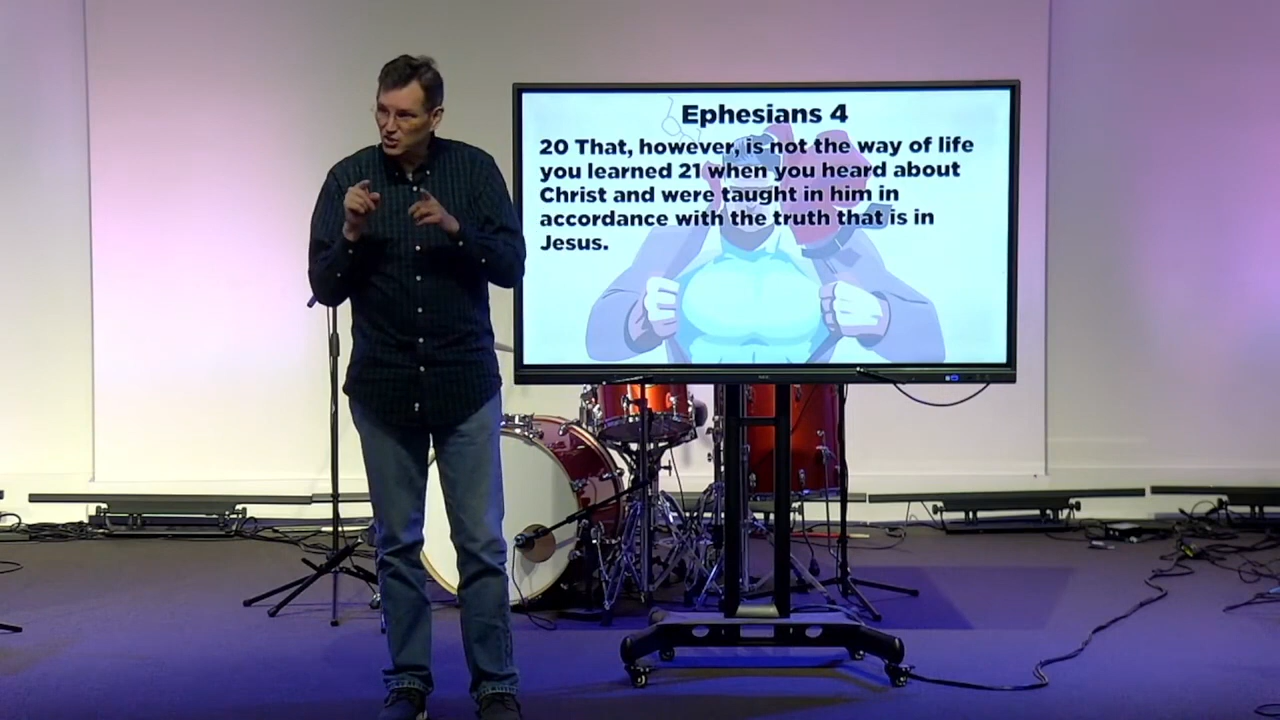 Ephesians 4
20 That, however, is not the way of life
you learned 21 when you heard about
Christ and were taught in him in
accordance with the truth that is in
Jesus.